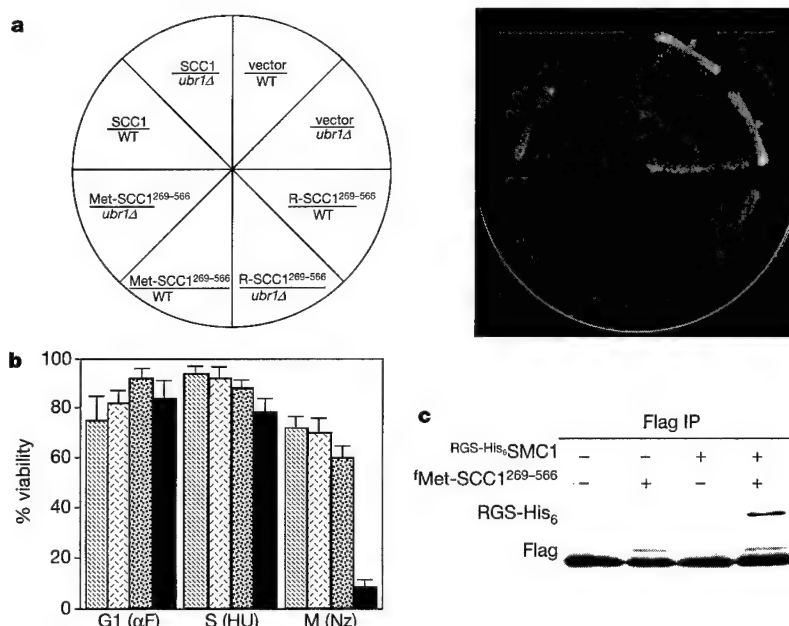 a
SCC1
ubr1Δ
vector
WT
SCC1
WT
vector
ubr1Δ
Met-SCC1²⁶⁹⁻⁵⁶⁶
ubr1Δ
R-SCC1²⁶⁹⁻⁵⁶⁶
WT
Met-SCC1²⁶⁹⁻⁵⁶⁶
WT
R-SCC1²⁶⁹⁻⁵⁶⁶
ubr1Δ
b
100
80
60
40
20
0
% viability
G1 (αF) S (HU) M (Nz)
c
Flag IP
RGS-His₆SMC1 – – + +
fMet-SCC1²⁶⁹⁻⁵⁶⁶ – + – +
RGS-His₆
Flag